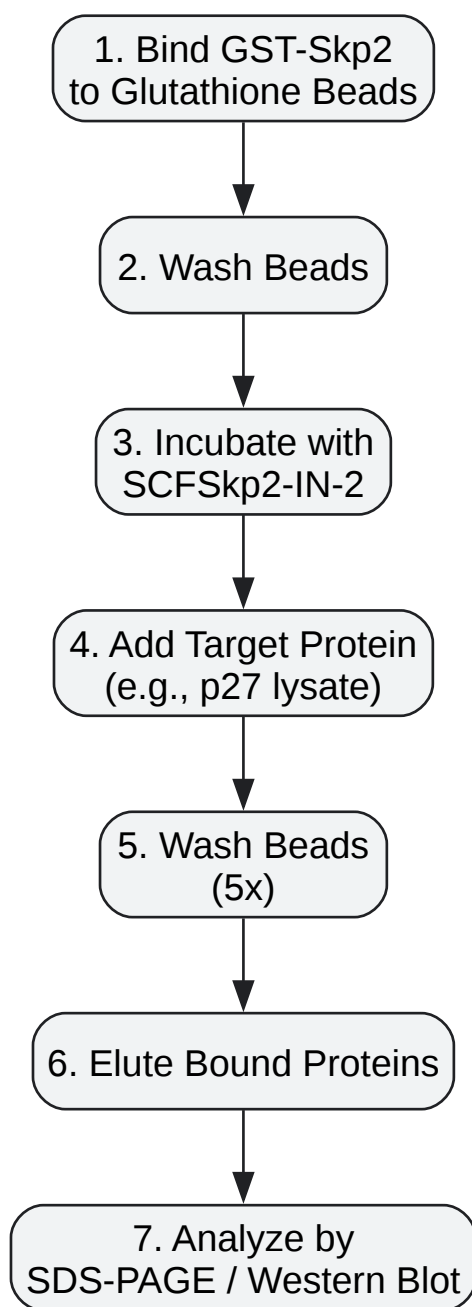 1. Bind GST-Skp2
to Glutathione Beads
2. Wash Beads
3. Incubate with
SCFSkp2-IN-2
4. Add Target Protein
(e.g., p27 lysate)
5. Wash Beads
(5x)
6. Elute Bound Proteins
7. Analyze by
SDS-PAGE / Western Blot